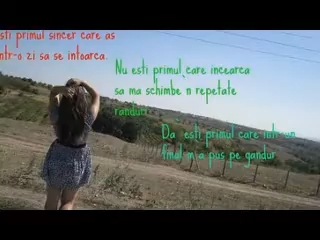 esti primul sincer care as
intr-o zi sa se intoarca.
Nu esti primul care incearca
sa ma schimbe`n repetate
randuri
Da esti primul care intr-un
final m`a pus pe gandur